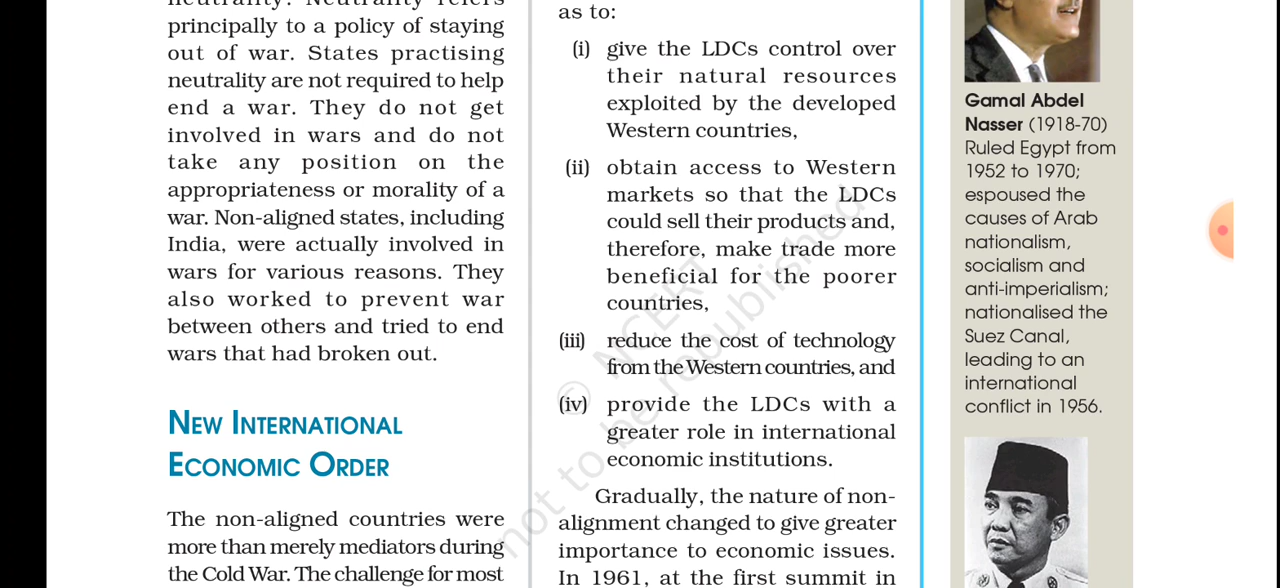 neutrality. Neutrality refers
principally to a policy of staying
out of war. States practising
neutrality are not required to help
end a war. They do not get
involved in wars and do not
take any position on the
appropriateness or morality of a
war. Non-aligned states, including
India, were actually involved in
wars for various reasons. They
also worked to prevent war
between others and tried to end
wars that had broken out.
NEW INTERNATIONAL
ECONOMIC ORDER
The non-aligned countries were
more than merely mediators during
the Cold War. The challenge for most
as to:
(i) give the LDCs control over
their natural resources
exploited by the developed
Western countries,
(ii) obtain access to Western
markets so that the LDCs
could sell their products and,
therefore, make trade more
beneficial for the poorer
countries,
(iii) reduce the cost of technology
from the Western countries, and
(iv) provide the LDCs with a
greater role in international
economic institutions.
Gradually, the nature of non-
alignment changed to give greater
importance to economic issues.
In 1961, at the first summit in
Gamal Abdel
Nasser (1918-70)
Ruled Egypt from
1952 to 1970;
espoused the
causes of Arab
nationalism,
socialism and
anti-imperialism;
nationalised the
Suez Canal,
leading to an
international
conflict in 1956.
© NCERT
not to be republished